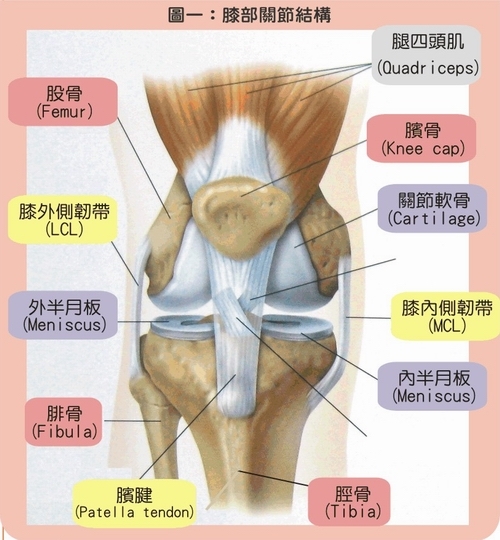 圖一：膝部關節結構
腿四頭肌
(Quadriceps)
股骨
(Femur)
臏骨
(Knee cap)
關節軟骨
(Cartilage)
膝外側韌帶
(LCL)
外半月板
(Meniscus)
膝內側韌帶
(MCL)
內半月板
(Meniscus)
腓骨
(Fibula)
臏腱
(Patella tendon)
脛骨
(Tibia)